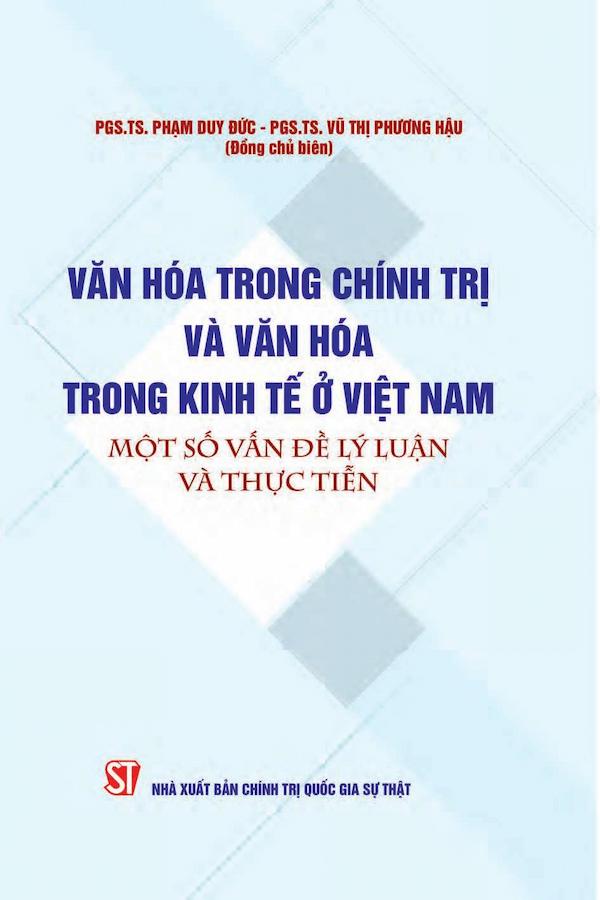 PGS.TS. PHẠM DUY ĐỨC - PGS.TS. VŨ THỊ PHƯƠNG HẬU
(Đồng chủ biên)
VĂN HÓA TRONG CHÍNH TRỊ
VÀ VĂN HÓA
TRONG KINH TẾ Ở VIỆT NAM
MỘT SỐ VẤN ĐỀ LÝ LUẬN
VÀ THỰC TIỄN
ST
NHÀ XUẤT BẢN CHÍNH TRỊ QUỐC GIA SỰ THẬT